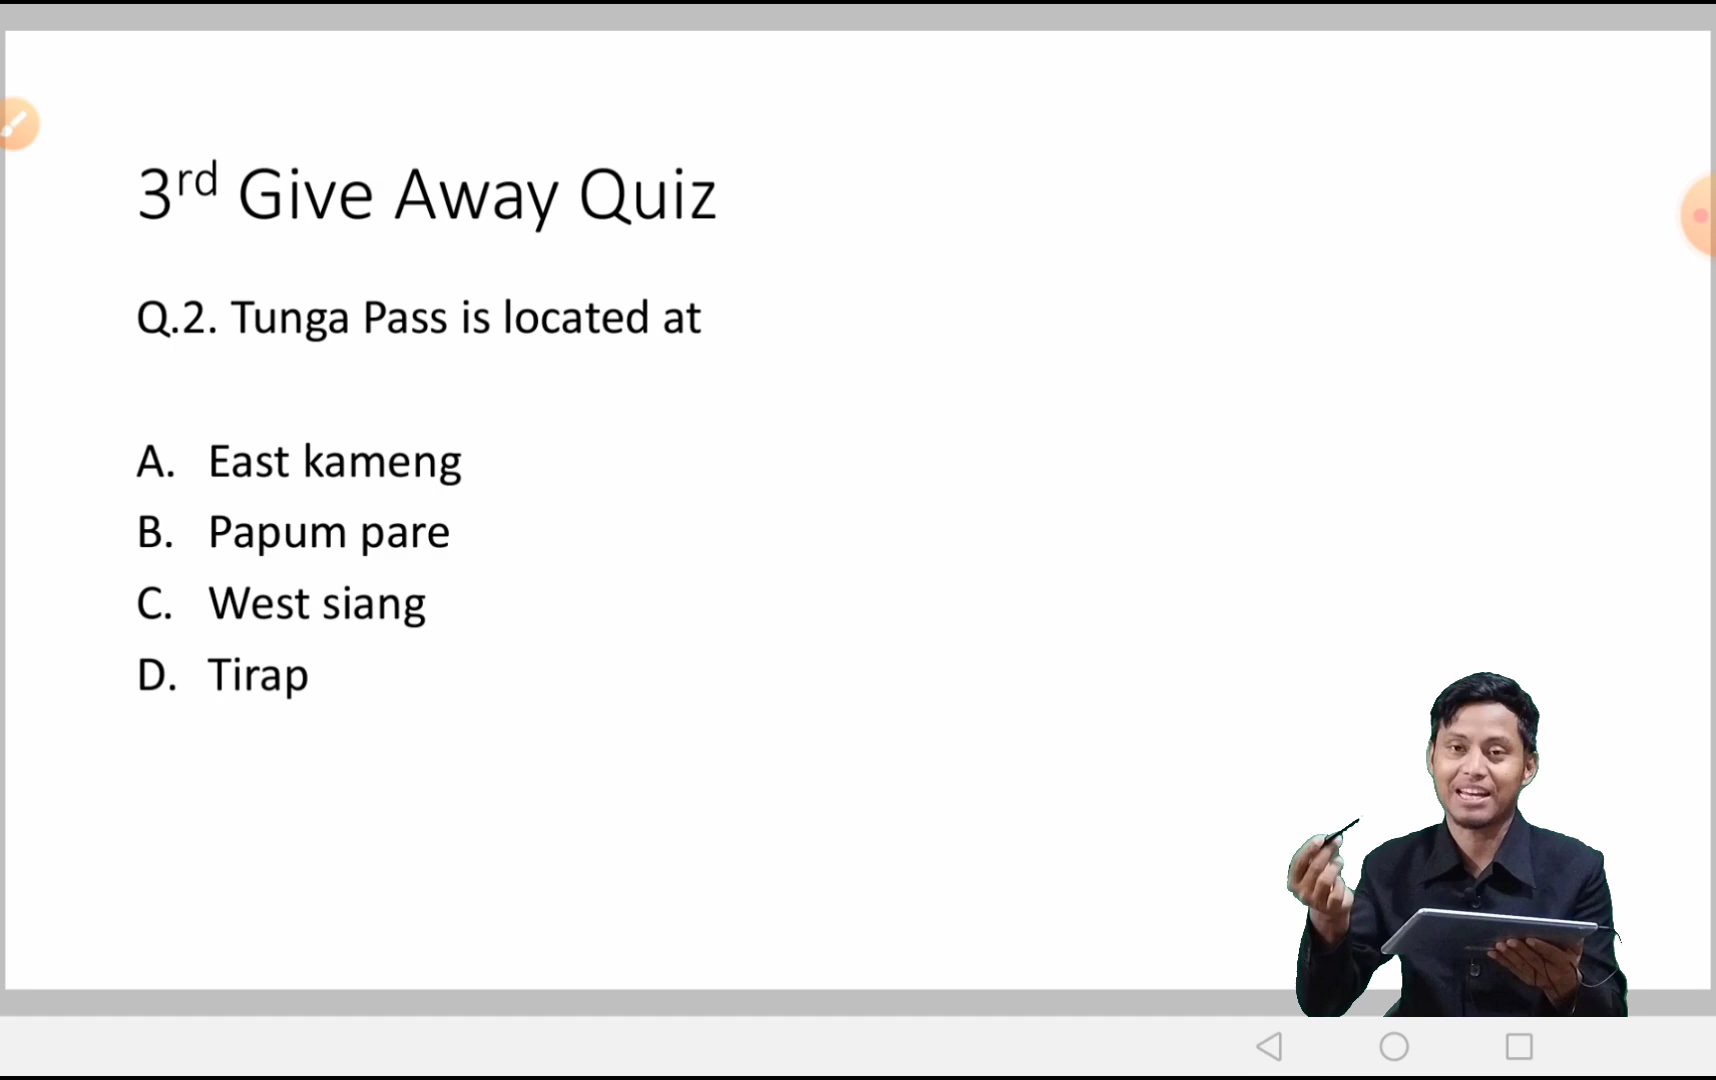 3rd Give Away Quiz
Q.2. Tunga Pass is located at
A. East kameng
B. Papum pare
C. West siang
D. Tirap